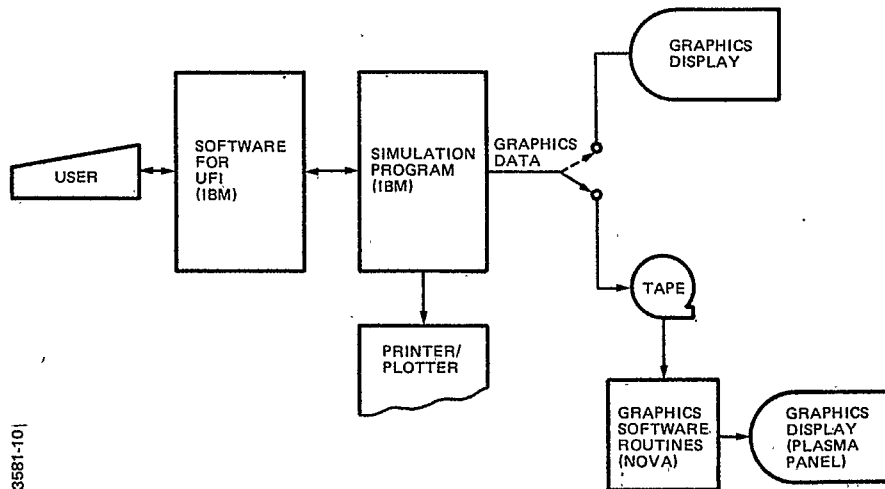 GRAPHICS
DISPLAY
SOFTWARE
FOR
UFI
(IBM)
SIMULATION
PROGRAM
(IBM)
GRAPHICS
DATA
USER
TAPE
PRINTER/
PLOTTER
GRAPHICS
SOFTWARE
ROUTINES
(NOVA)
GRAPHICS
DISPLAY
(PLASMA
PANEL)
3581-10